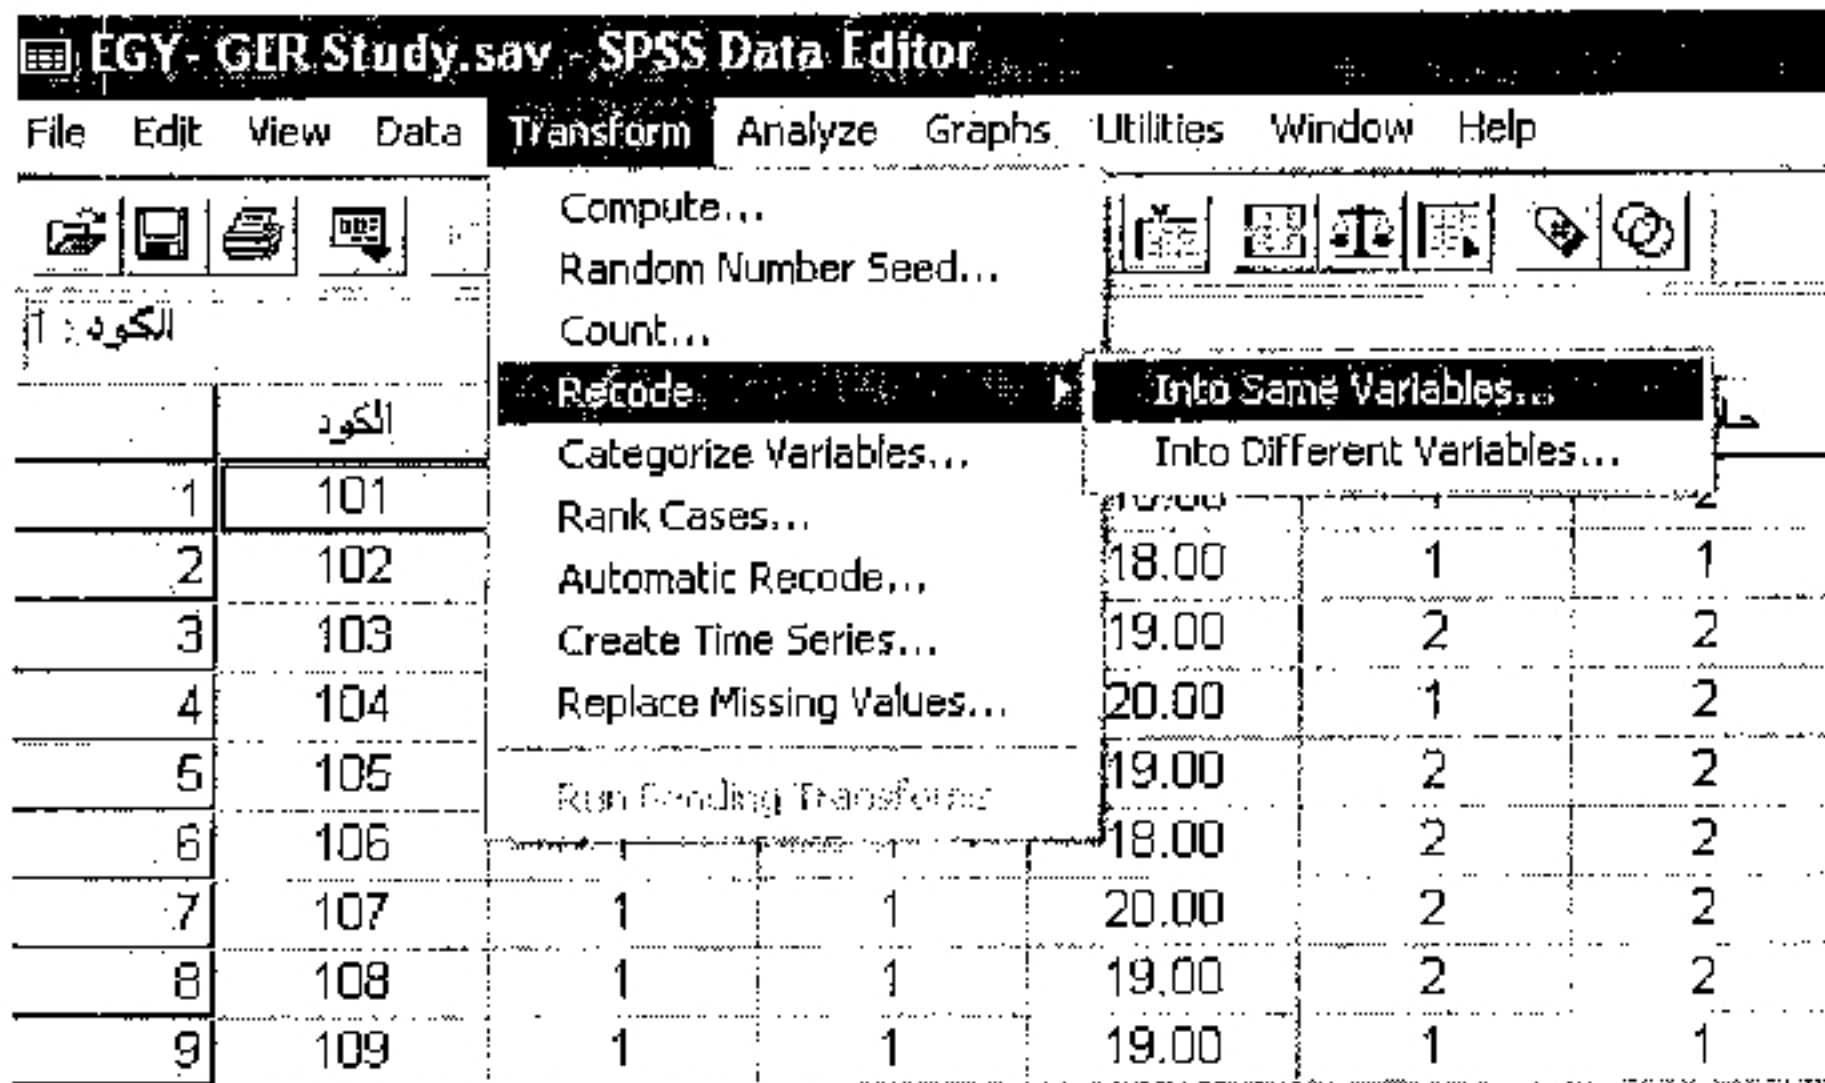 EGY- GER Study.sav - SPSS Data Editor
File Edit View Data Transform Analyze Graphs Utilities Window Help
Compute...
Random Number Seed...
Count...
1 : الكود
Recode Into Same Variables...
الكود
Categorize Variables... Into Different Variables...
1 101 Rank Cases... 2
2 102 Automatic Recode... 18.00 1 1
3 103 Create Time Series... 19.00 2 2
4 104 Replace Missing Values... 20.00 1 2
5 105 Run Pending Transforms 19.00 2 2
6 106 18.00 2 2
7 107 1 1 20.00 2 2
8 108 1 1 19.00 2 2
9 109 1 1 19.00 1 1